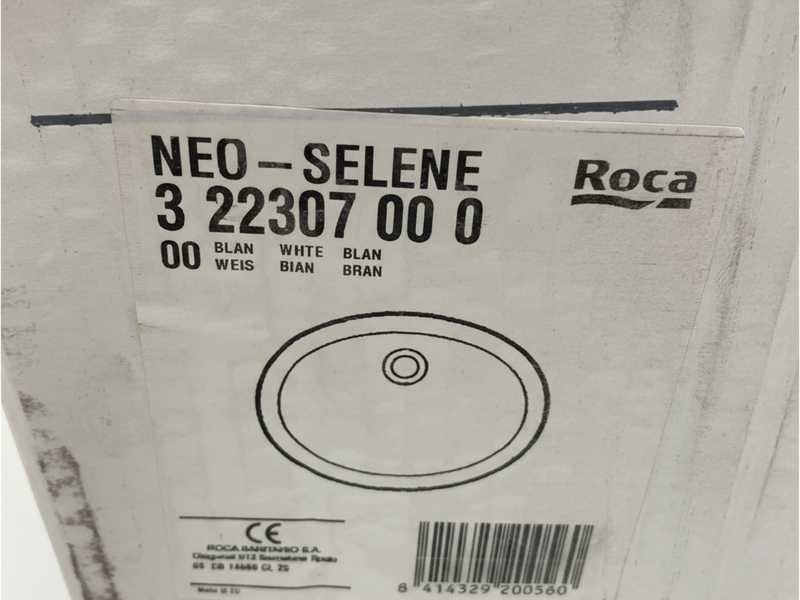 NEO-SELENE
Roca
3 22307 00 0
00 BLAN WHTE BLAN
WEIS BIAN BRAN
CE
ROCA SANITARIO S.A.
8 414329 200560